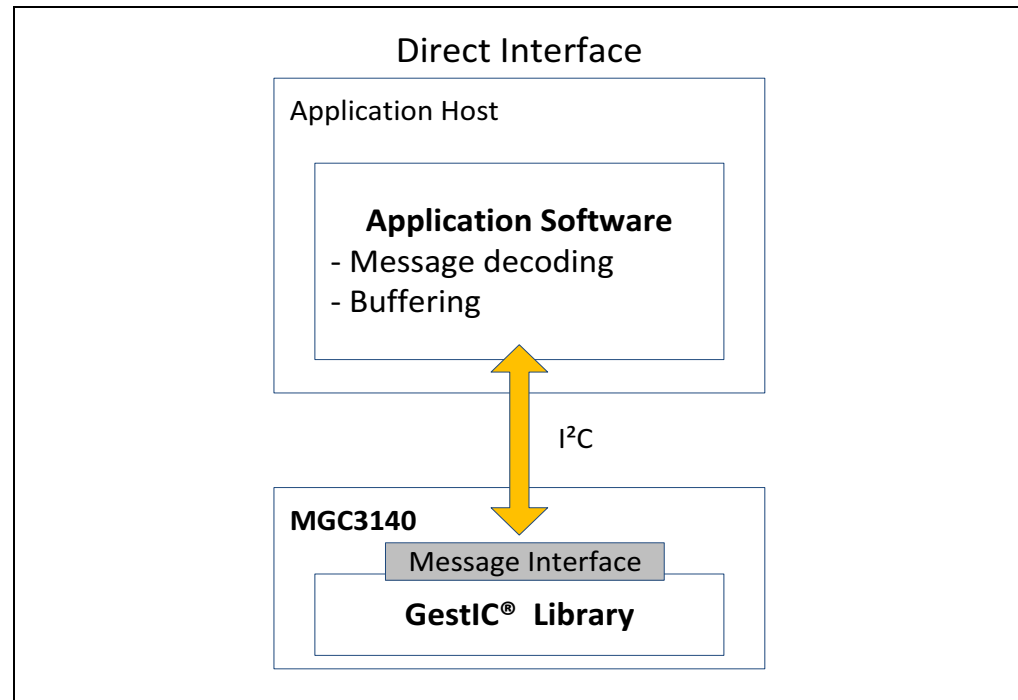 Direct Interface
Application Host
Application Software
- Message decoding
- Buffering
I²C
MGC3140
Message Interface
GestIC® Library